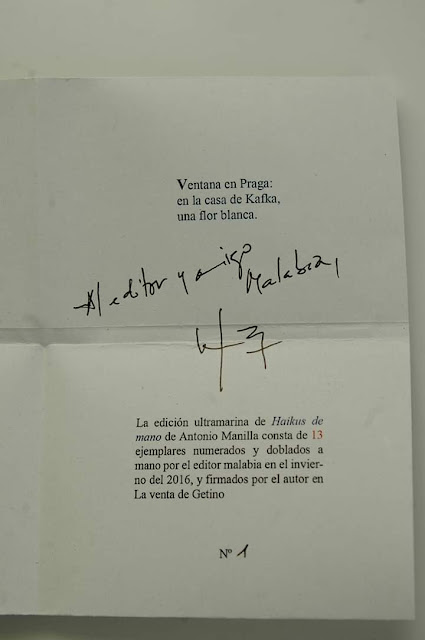 Ventana en Praga:
en la casa de Kafka,
una flor blanca.
Al editor y amigo
Malabia,
La edición ultramarina de Haikus de
mano de Antonio Manilla consta de 13
ejemplares numerados y doblados a
mano por el editor malabia en el invier-
no del 2016, y firmados por el autor en
La venta de Getino
Nº 1